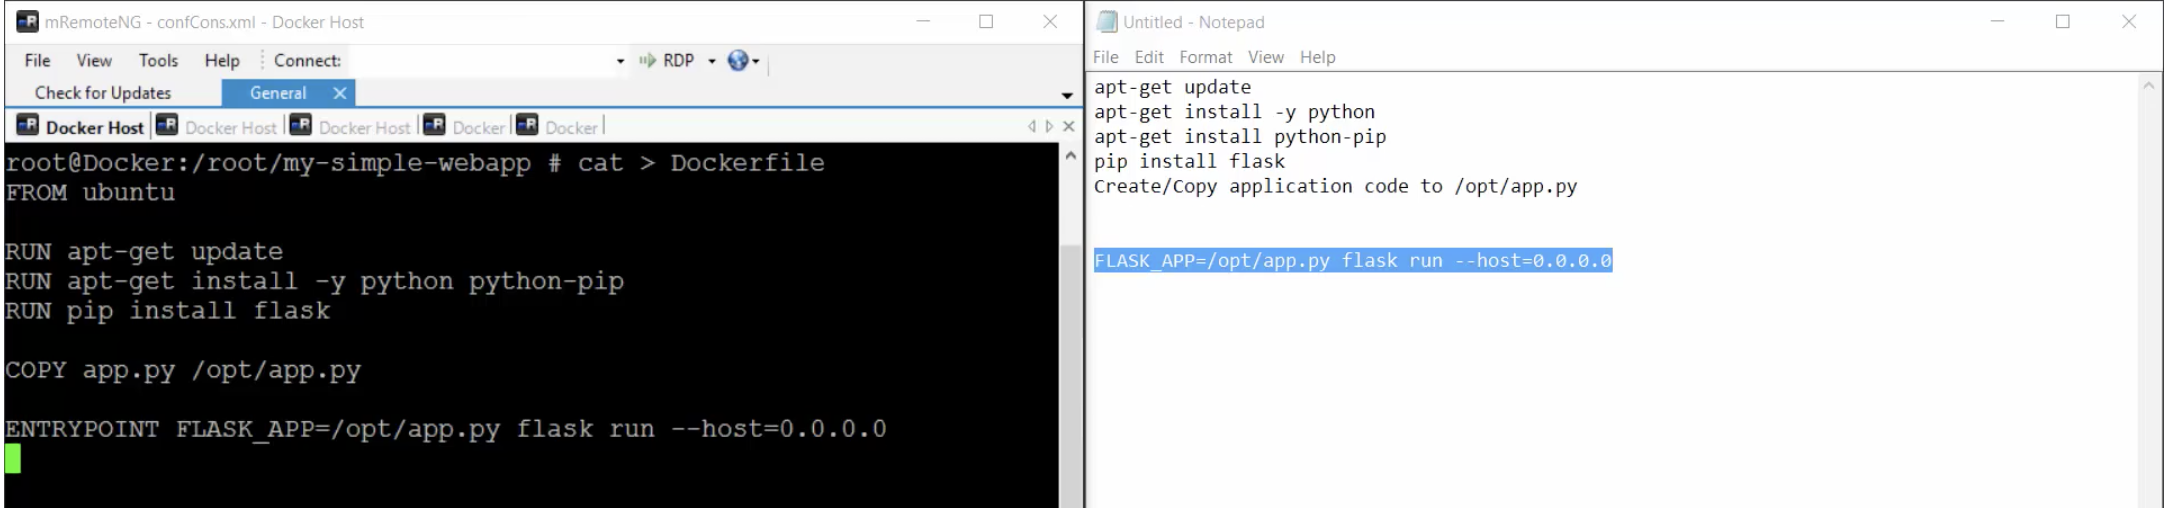 mRemoteNG - confCons.xml - Docker Host
File View Tools Help Connect: RDP
Check for Updates General
Docker Host Docker Host Docker Host Docker Docker
root@Docker:/root/my-simple-webapp # cat > Dockerfile
FROM ubuntu
RUN apt-get update
RUN apt-get install -y python python-pip
RUN pip install flask
COPY app.py /opt/app.py
ENTRYPOINT FLASK_APP=/opt/app.py flask run --host=0.0.0.0
Untitled - Notepad
File Edit Format View Help
apt-get update
apt-get install -y python
apt-get install python-pip
pip install flask
Create/Copy application code to /opt/app.py
FLASK_APP=/opt/app.py flask run --host=0.0.0.0